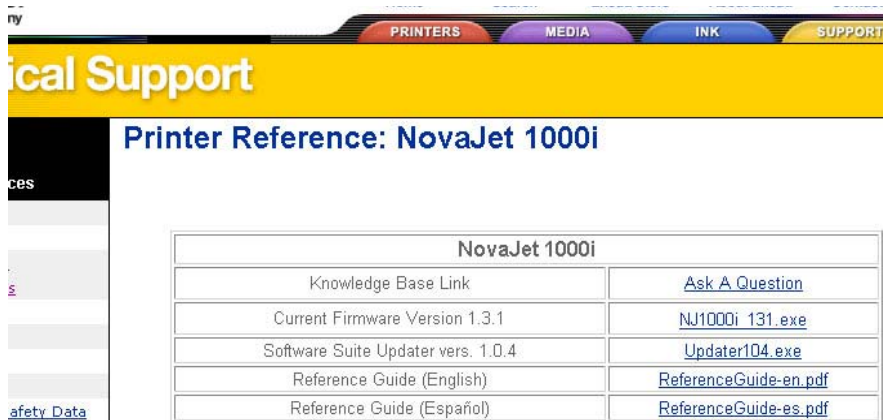 ny
PRINTERS MEDIA INK SUPPORT
ical Support
Printer Reference: NovaJet 1000i
ces
NovaJet 1000i
Knowledge Base Link Ask A Question
s
Current Firmware Version 1.3.1 NJ1000i_131.exe
Software Suite Updater vers. 1.0.4 Updater104.exe
Reference Guide (English) ReferenceGuide-en.pdf
afety Data Reference Guide (Español) ReferenceGuide-es.pdf